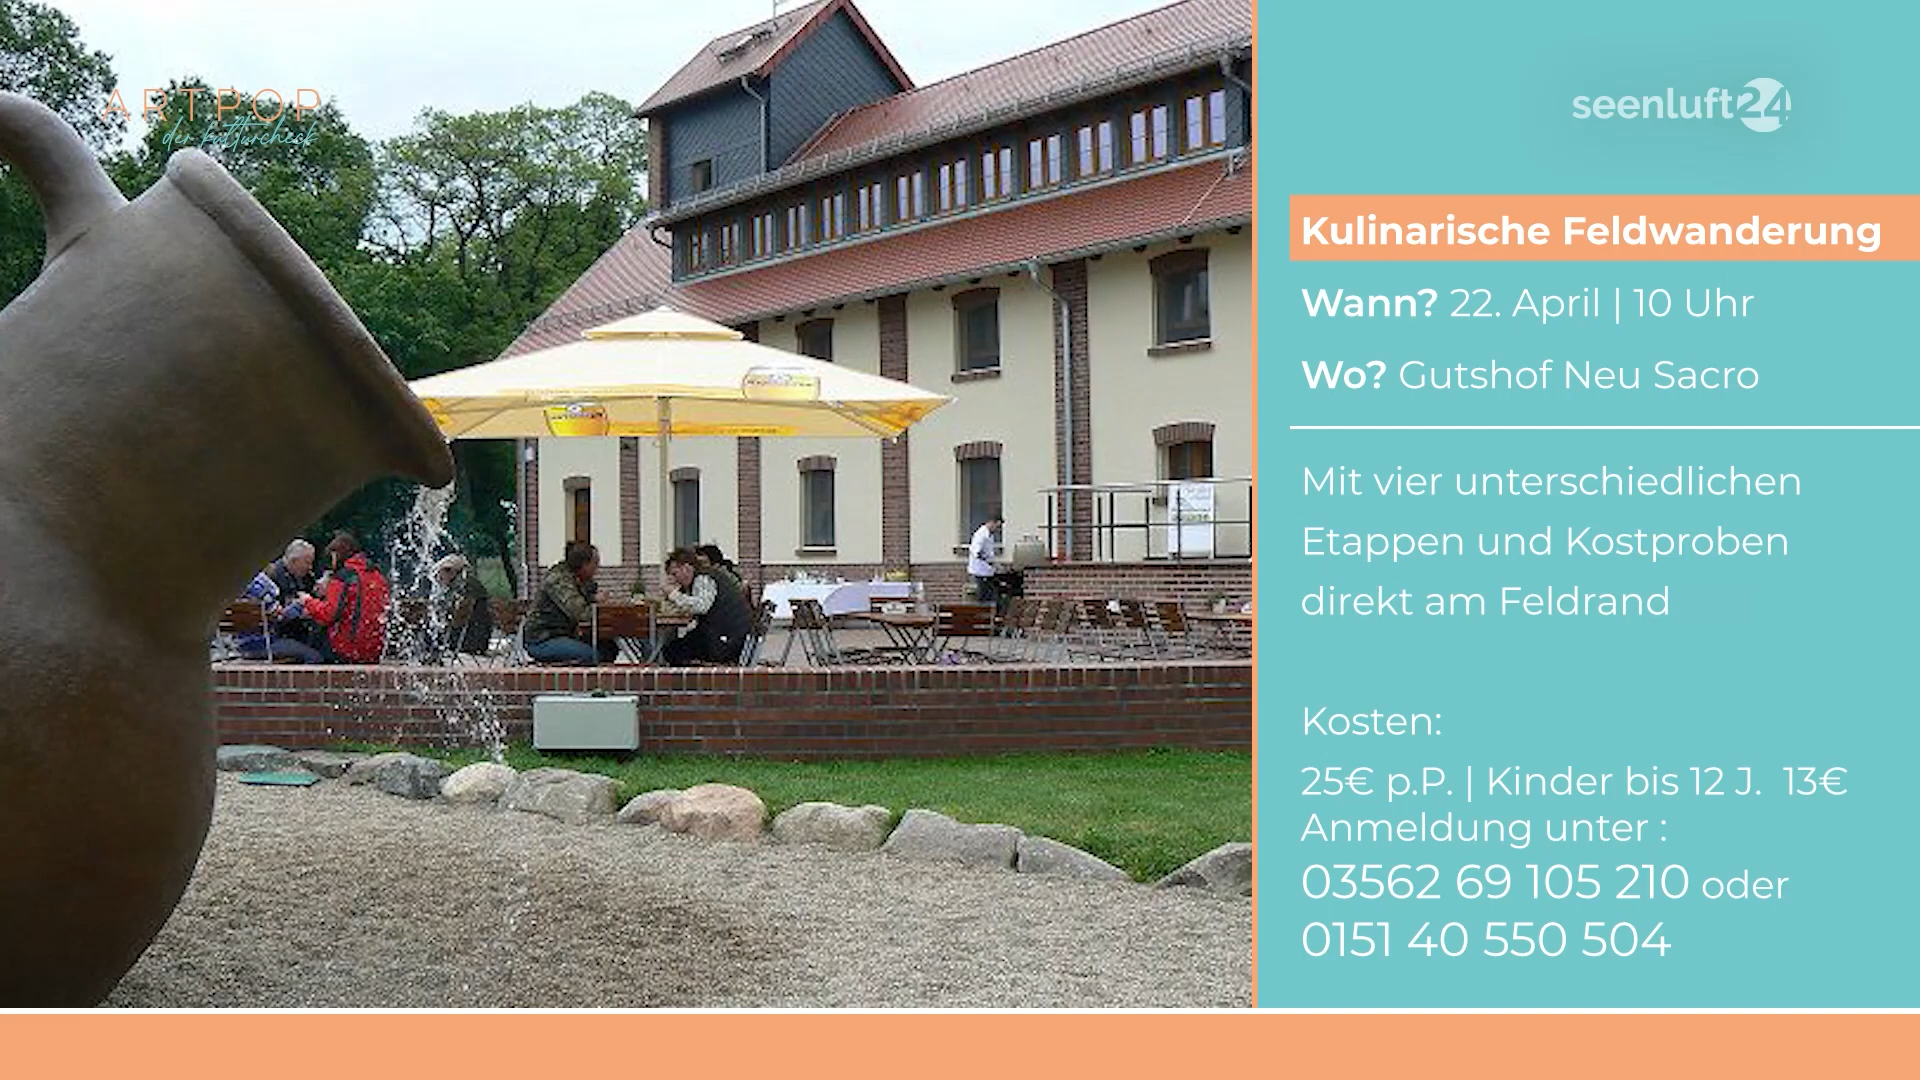 ARTPOP
der kulturcheck
seenluft24
Kulinarische Feldwanderung
Wann? 22. April | 10 Uhr
Wo? Gutshof Neu Sacro
Mit vier unterschiedlichen
Etappen und Kostproben
direkt am Feldrand
Kosten:
25€ p.P. | Kinder bis 12 J. 13€
Anmeldung unter :
03562 69 105 210 oder
0151 40 550 504